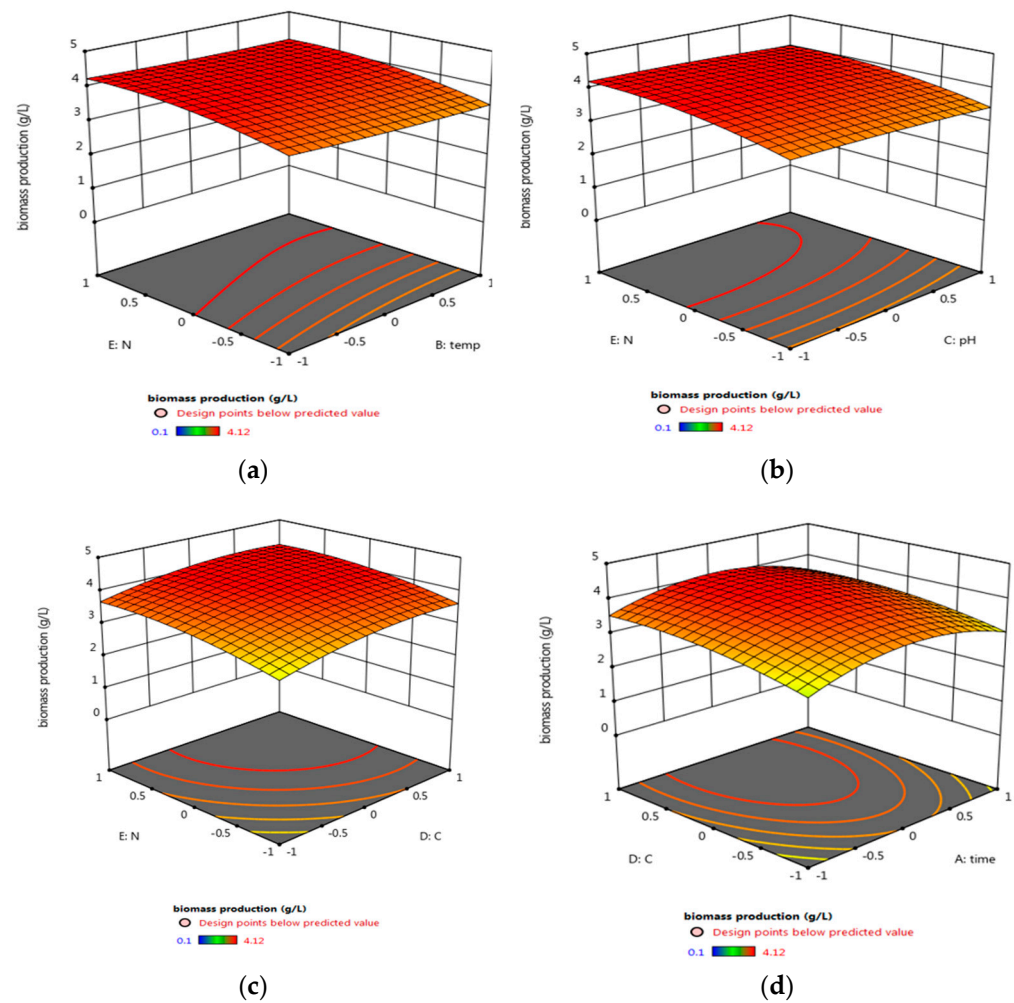 5
4
3
2
1
0
biomass production (g/L)
1
0.5
0
-0.5
-1
-1
-0.5
0
0.5
1
E: N
B: temp
biomass production (g/L)
Design points below predicted value
0.1 4.12
(a)
5
4
3
2
1
0
biomass production (g/L)
1
0.5
0
-0.5
-1
-1
-0.5
0
0.5
1
E: N
C: pH
biomass production (g/L)
Design points below predicted value
0.1 4.12
(b)
5
4
3
2
1
0
biomass production (g/L)
1
0.5
0
-0.5
-1
-1
-0.5
0
0.5
1
E: N
D: C
biomass production (g/L)
Design points below predicted value
0.1 4.12
(c)
5
4
3
2
1
0
biomass production (g/L)
1
0.5
0
-0.5
-1
-1
-0.5
0
0.5
1
D: C
A: time
biomass production (g/L)
Design points below predicted value
0.1 4.12
(d)